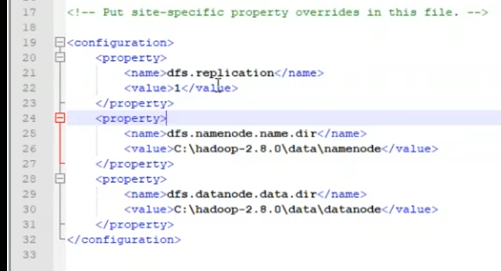 17 <!-- Put site-specific property overrides in this file. -->
18
19 <configuration>
20 <property>
21 <name>dfs.replication</name>
22 <value>1</value>
23 </property>
24 <property>
25 <name>dfs.namenode.name.dir</name>
26 <value>C:\hadoop-2.8.0\data\namenode</value>
27 </property>
28 <property>
29 <name>dfs.datanode.data.dir</name>
30 <value>C:\hadoop-2.8.0\data\datanode</value>
31 </property>
32 </configuration>
33